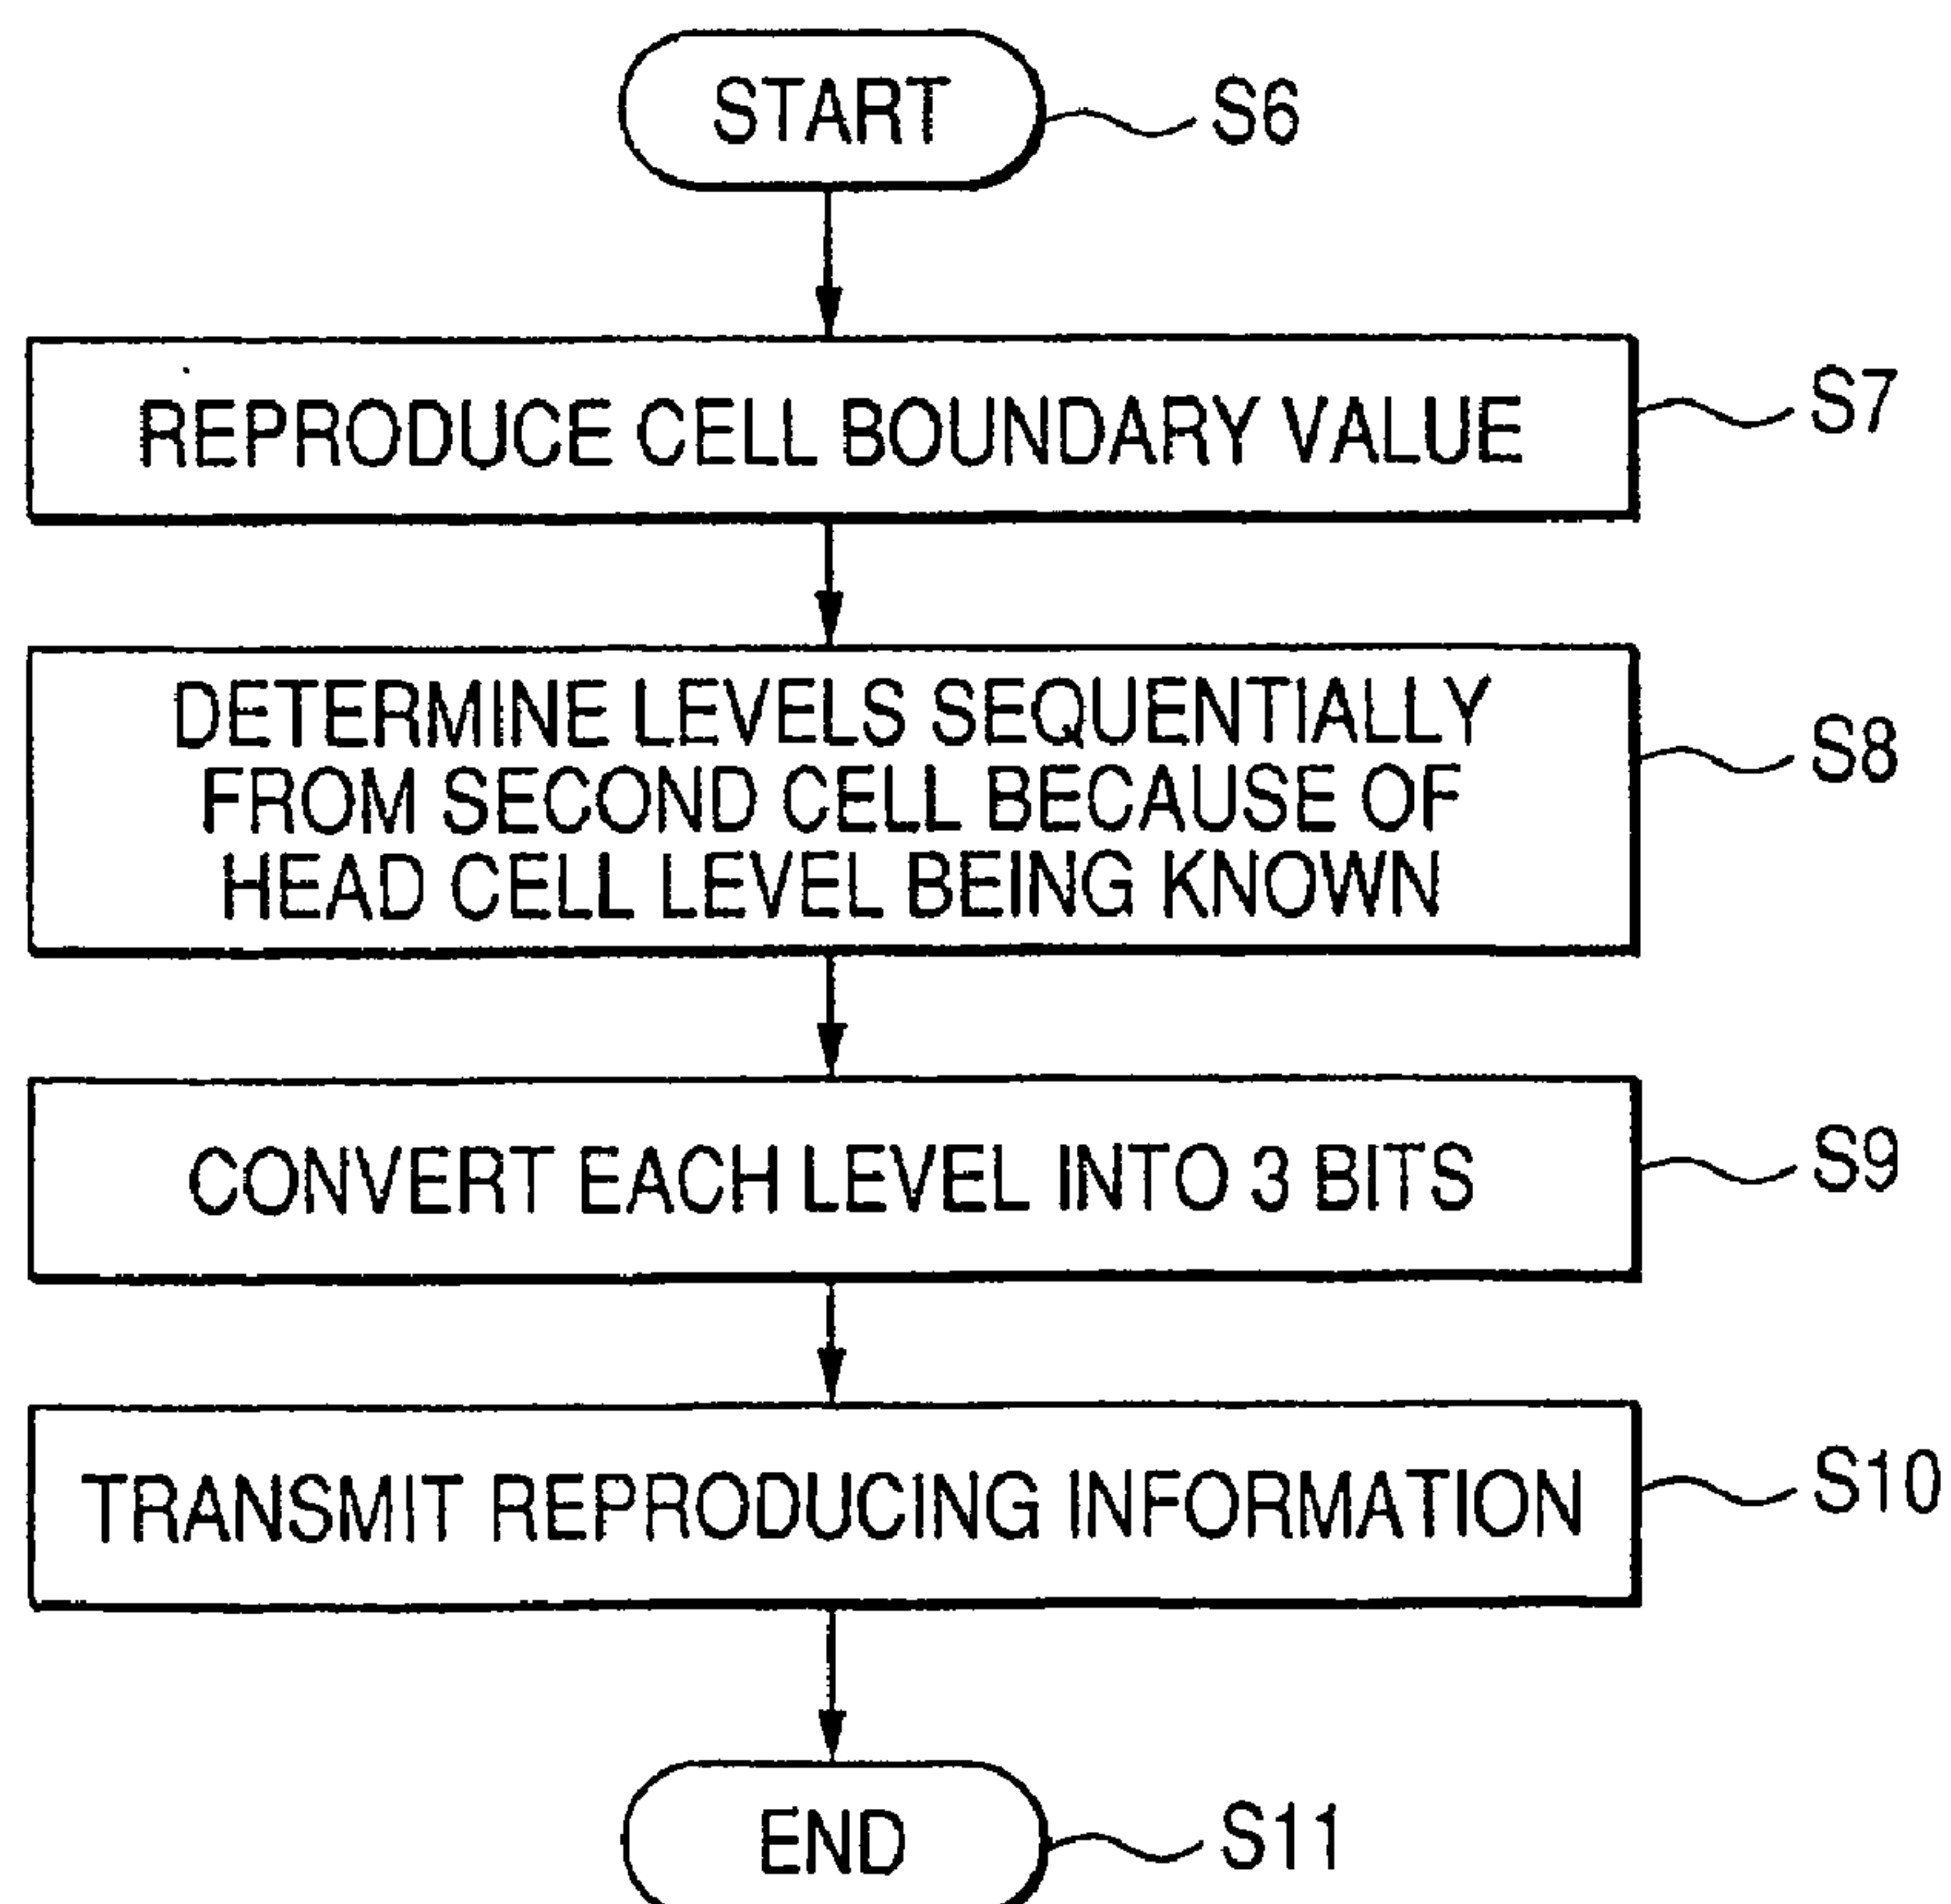 START
S6
REPRODUCE CELL BOUNDARY VALUE
S7
DETERMINE LEVELS SEQUENTIALLY
FROM SECOND CELL BECAUSE OF
HEAD CELL LEVEL BEING KNOWN
S8
CONVERT EACH LEVEL INTO 3 BITS
S9
TRANSMIT REPRODUCING INFORMATION
S10
END
S11